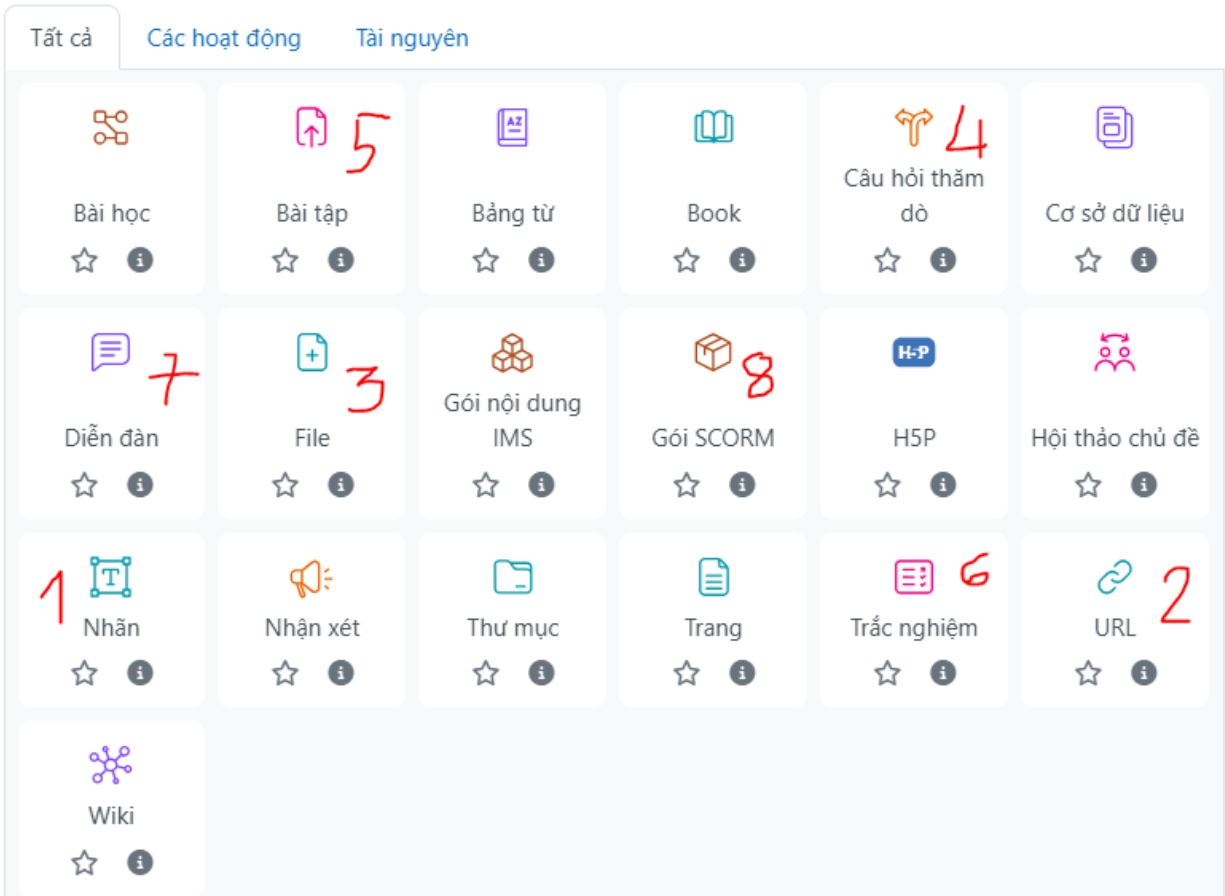 Tất cả Các hoạt động Tài nguyên
5 AZ 4
Câu hỏi thăm
Bài học Bài tập Bảng từ Book dò Cơ sở dữ liệu
7 3 8 H-P
Gói nội dung
Diễn đàn File IMS Gói SCORM H5P Hội thảo chủ đề
1 T 6 2
Nhãn Nhận xét Thư mục Trang Trắc nghiệm URL
Wiki